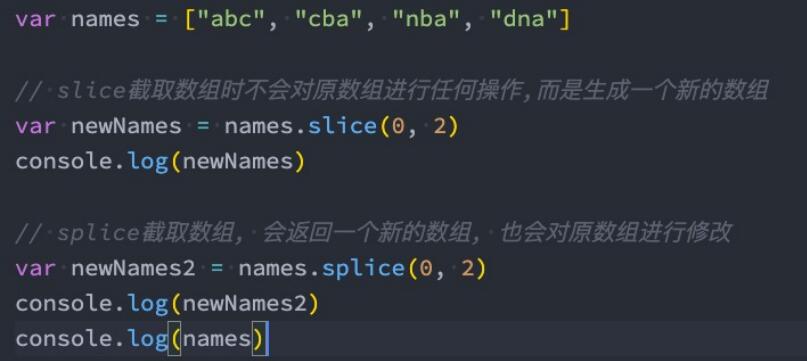 var names = ["abc", "cba", "nba", "dna"]
// slice截取数组时不会对原数组进行任何操作,而是生成一个新的数组
var newNames = names.slice(0, 2)
console.log(newNames)
// splice截取数组, 会返回一个新的数组, 也会对原数组进行修改
var newNames2 = names.splice(0, 2)
console.log(newNames2)
console.log(names)